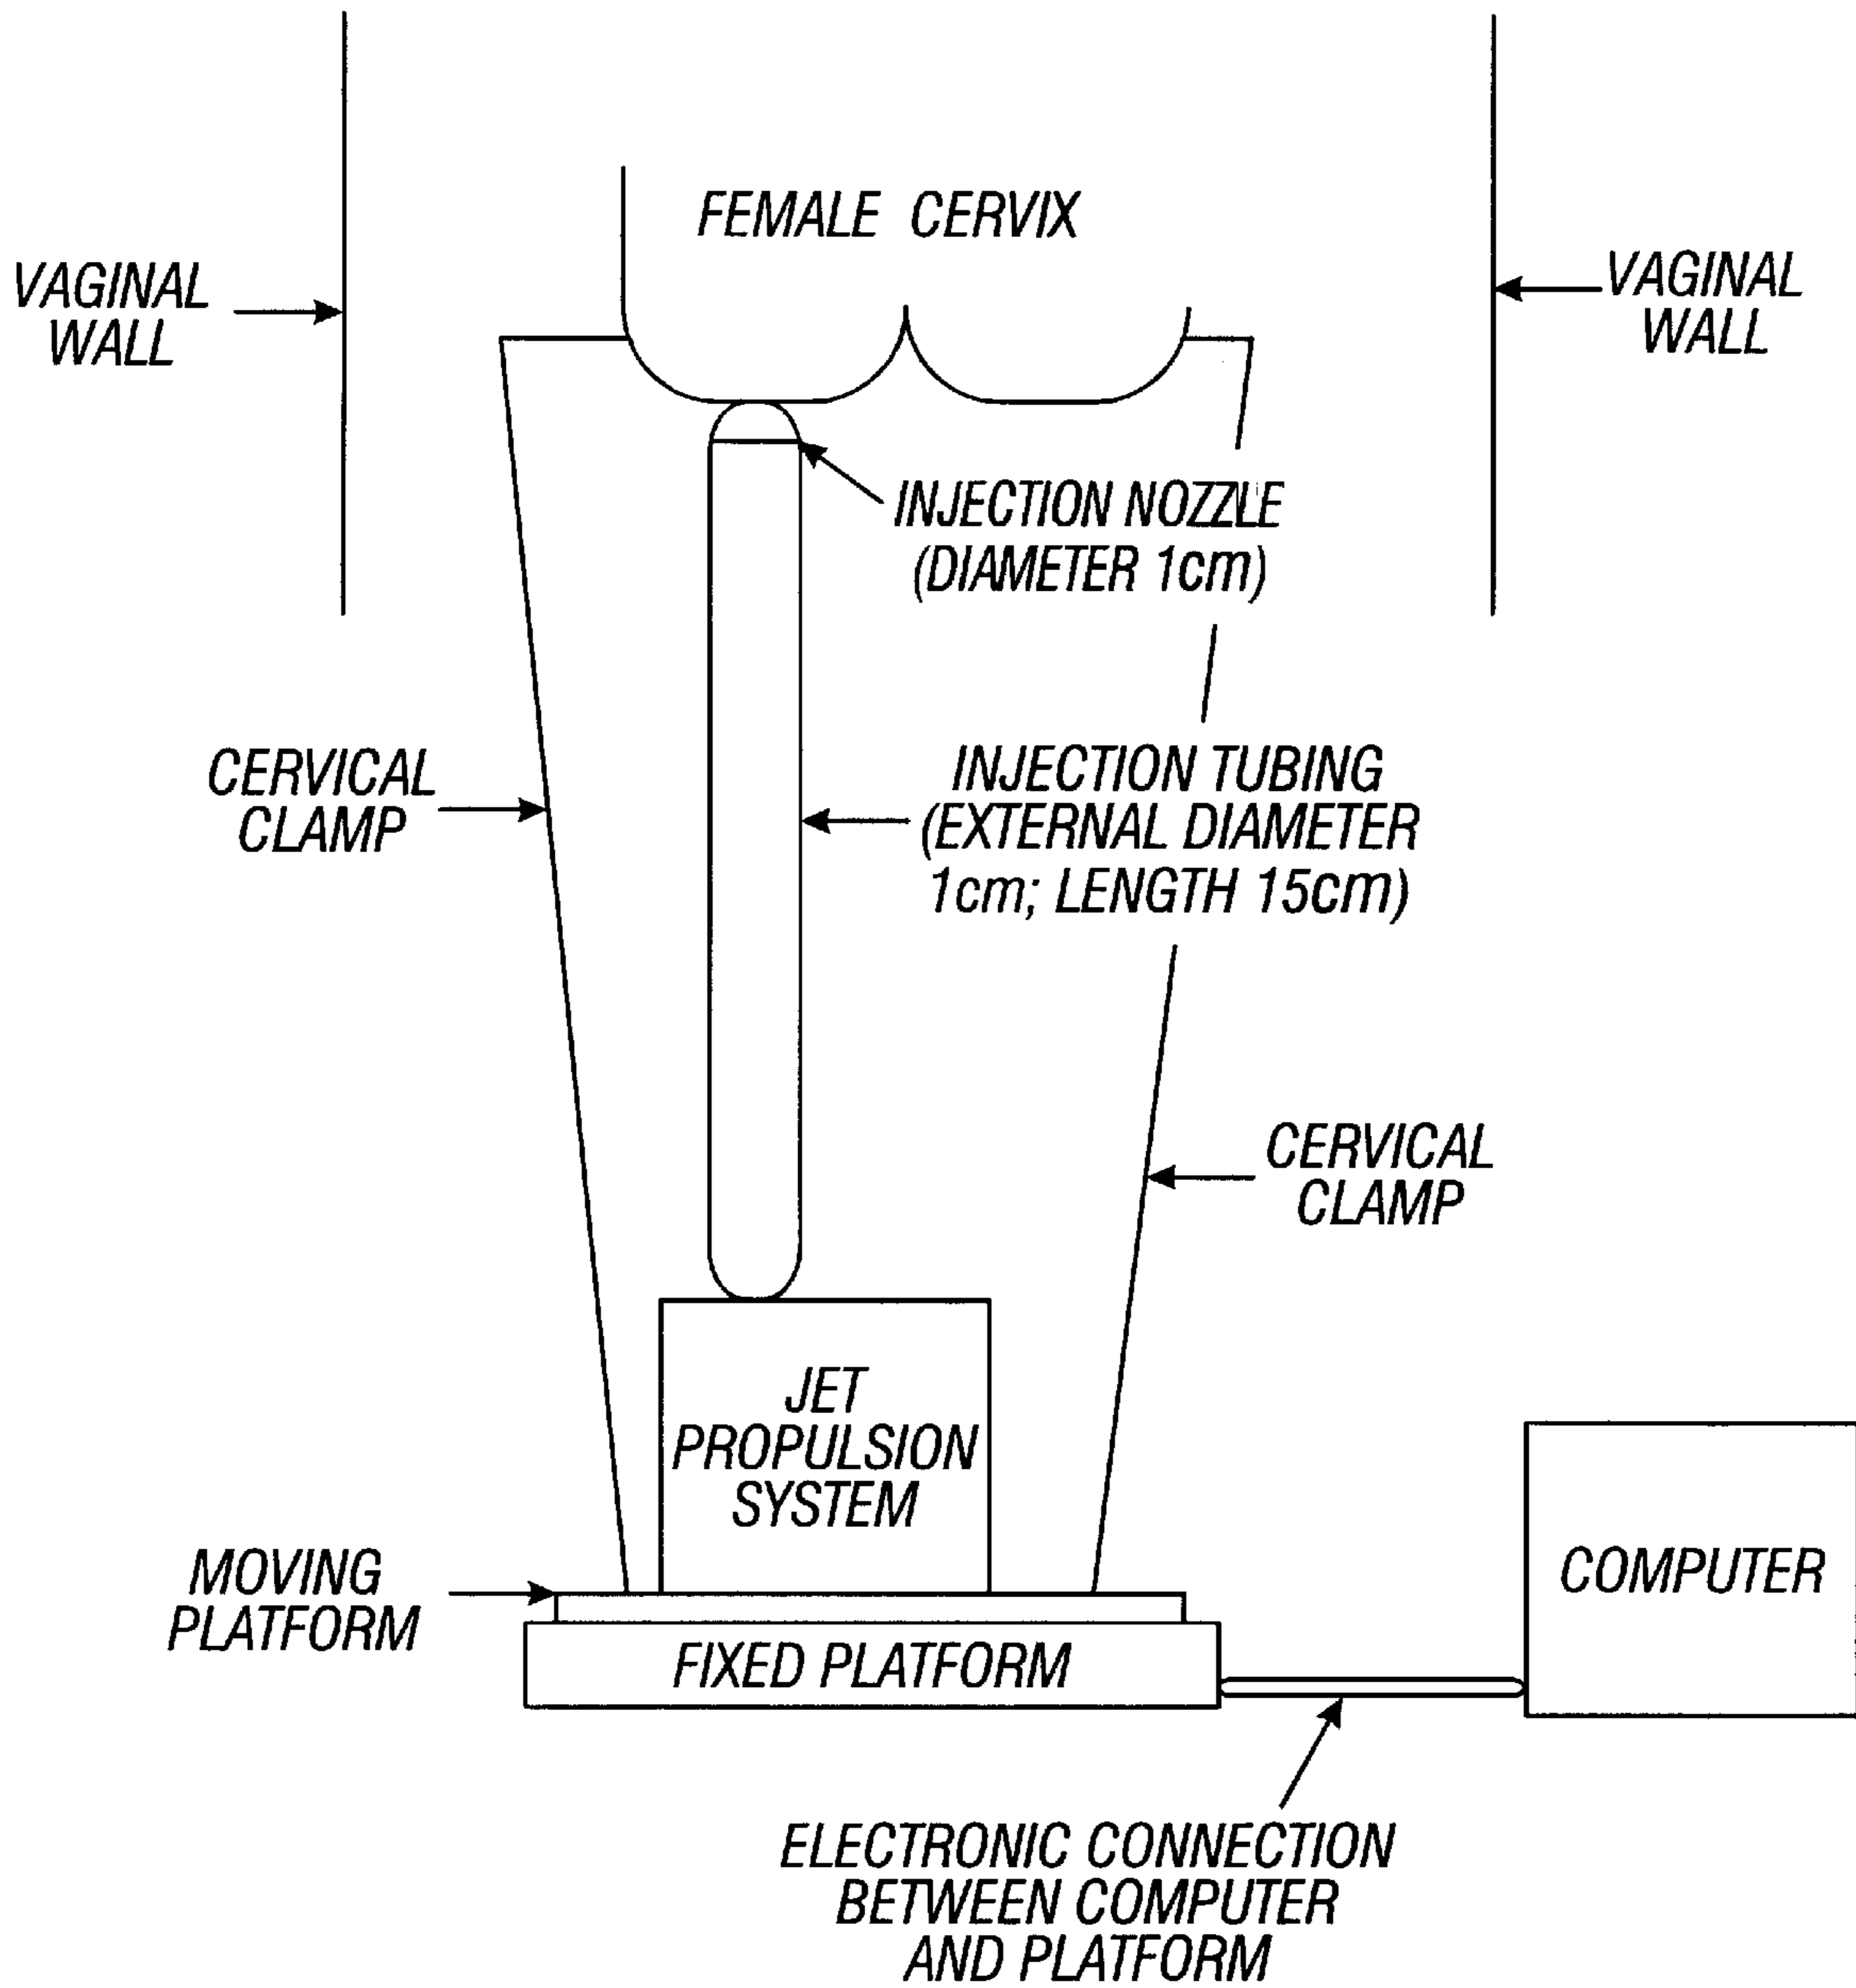 FEMALE CERVIX
VAGINAL
WALL
VAGINAL
WALL
INJECTION NOZZLE
(DIAMETER 1cm)
CERVICAL
CLAMP
INJECTION TUBING
(EXTERNAL DIAMETER
1cm; LENGTH 15cm)
CERVICAL
CLAMP
JET
PROPULSION
SYSTEM
MOVING
PLATFORM
COMPUTER
FIXED PLATFORM
ELECTRONIC CONNECTION
BETWEEN COMPUTER
AND PLATFORM